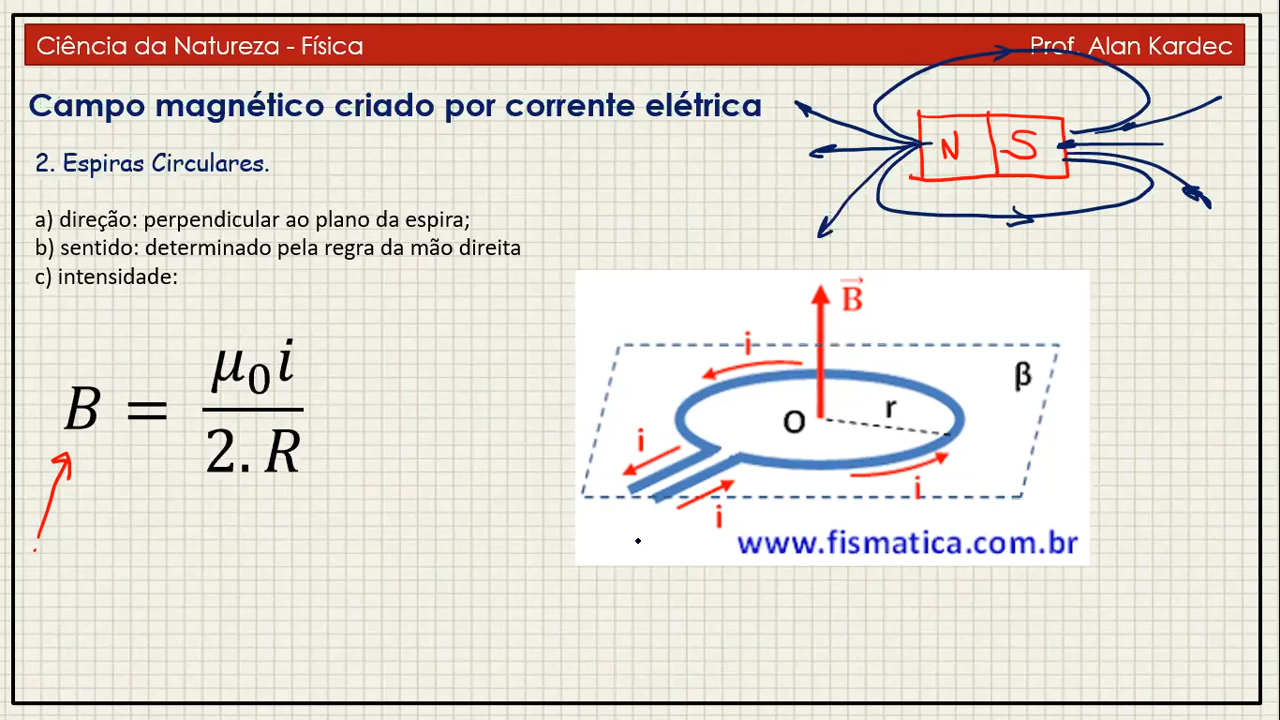 Ciência da Natureza - Física
Prof. Alan Kardec
Campo magnético criado por corrente elétrica
N S
2. Espiras Circulares.
a) direção: perpendicular ao plano da espira;
b) sentido: determinado pela regra da mão direita
c) intensidade:
B = μ₀i / 2.R
B⃗
i
β
r
O
i
i
i
www.fismatica.com.br